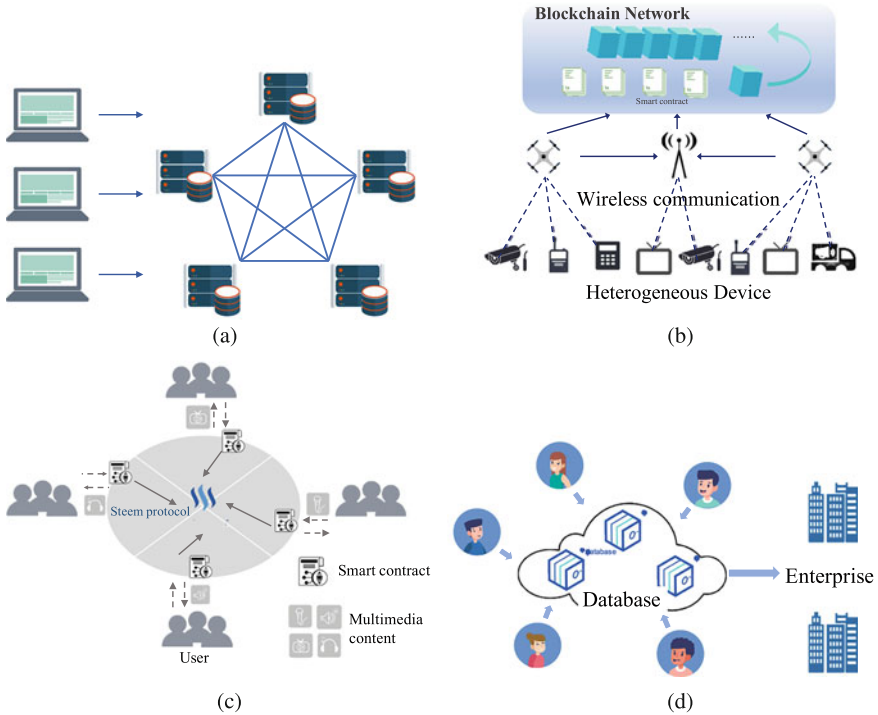 Blockchain Network
......
Smart contract
Wireless communication
Heterogeneous Device
(a)
(b)
Steem protocol
Smart contract
Multimedia
content
User
(c)
Database
Database
Enterprise
(d)